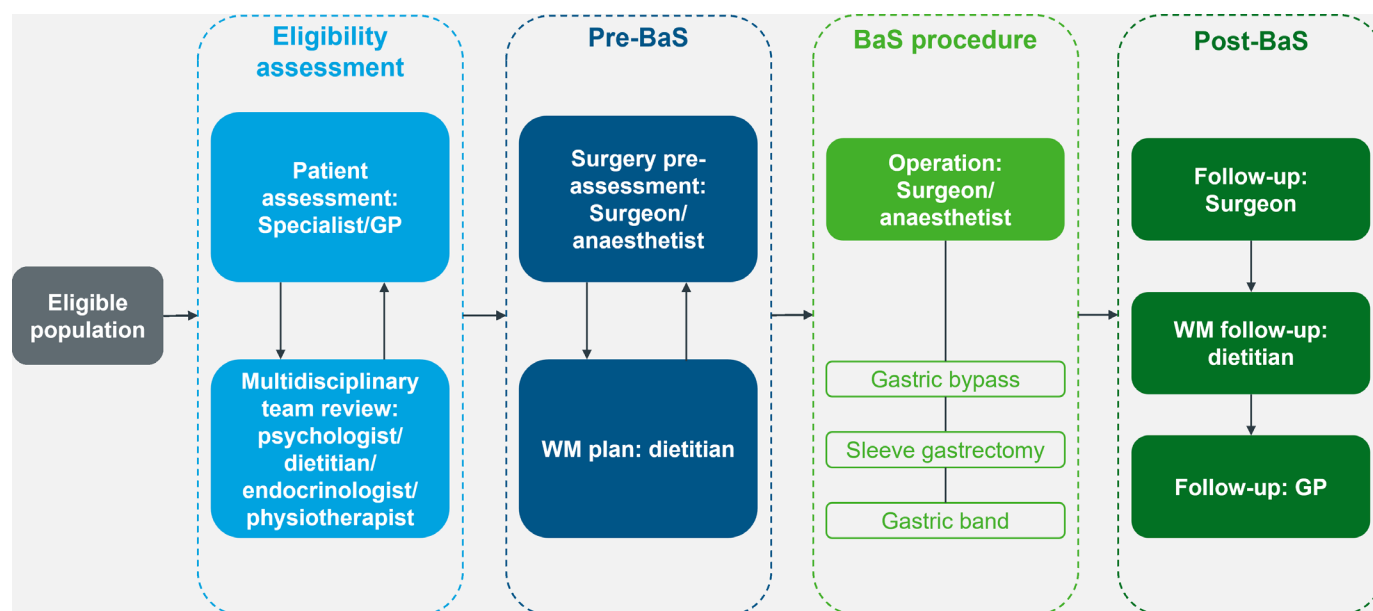 Eligible
population
Eligibility
assessment
Patient
assessment:
Specialist/GP
Multidisciplinary
team review:
psychologist/
dietitian/
endocrinologist/
physiotherapist
Pre-BaS
Surgery pre-
assessment:
Surgeon/
anaesthetist
WM plan: dietitian
BaS procedure
Operation:
Surgeon/
anaesthetist
Gastric bypass
Sleeve gastrectomy
Gastric band
Post-BaS
Follow-up:
Surgeon
WM follow-up:
dietitian
Follow-up: GP